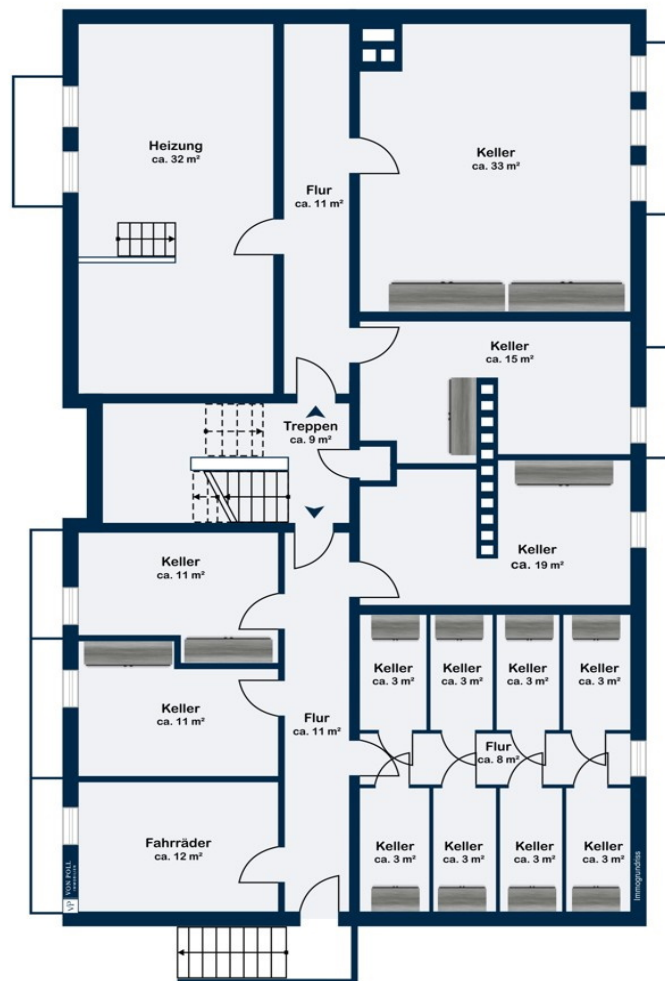 Heizung
ca. 32 m²
Flur
ca. 11 m²
Keller
ca. 33 m²
Keller
ca. 15 m²
Treppen
ca. 9 m²
Keller
ca. 19 m²
Keller
ca. 11 m²
Keller
ca. 11 m²
Flur
ca. 11 m²
Keller
ca. 3 m²
Keller
ca. 3 m²
Keller
ca. 3 m²
Keller
ca. 3 m²
Flur
ca. 8 m²
Fahrräder
ca. 12 m²
Keller
ca. 3 m²
Keller
ca. 3 m²
Keller
ca. 3 m²
Keller
ca. 3 m²
VP
VON POLL
IMMOBILIEN
Immogrundriss